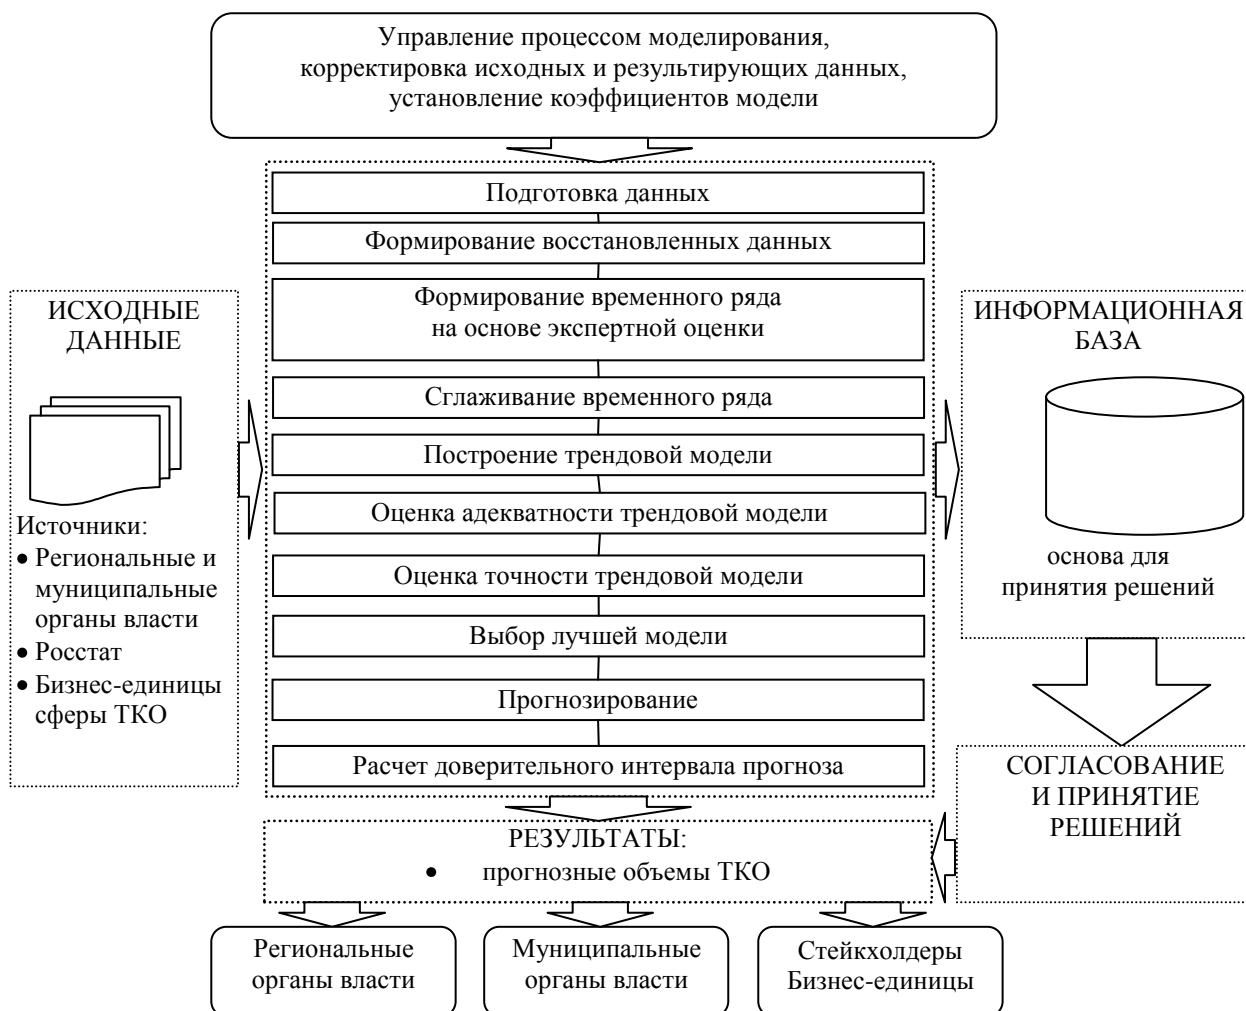 Управление процессом моделирования,
корректировка исходных и результирующих данных,
установление коэффициентов модели
Подготовка данных
Формирование восстановленных данных
Формирование временного ряда
на основе экспертной оценки
Сглаживание временного ряда
Построение трендовой модели
Оценка адекватности трендовой модели
Оценка точности трендовой модели
Выбор лучшей модели
Прогнозирование
Расчет доверительного интервала прогноза
ИСХОДНЫЕ
ДАННЫЕ
Источники:
• Региональные и
муниципальные
органы власти
• Росстат
• Бизнес-единицы
сферы ТКО
ИНФОРМАЦИОННАЯ
БАЗА
основа для
принятия решений
СОГЛАСОВАНИЕ
И ПРИНЯТИЕ
РЕШЕНИЙ
РЕЗУЛЬТАТЫ:
• прогнозные объемы ТКО
Региональные
органы власти
Муниципальные
органы власти
Стейкхолдеры
Бизнес-единицы